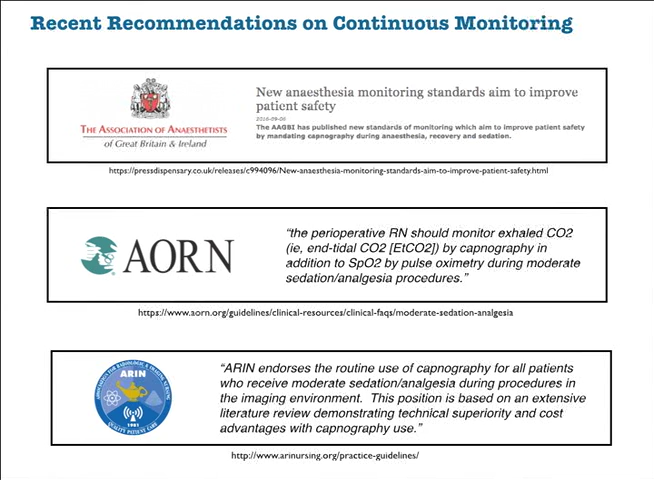 Recent Recommendations on Continuous Monitoring
THE ASSOCIATION OF ANAESTHETISTS
of Great Britain & Ireland
New anaesthesia monitoring standards aim to improve
patient safety
2016-09-06
The AAGBI has published new standards of monitoring which aim to improve patient safety
by mandating capnography during anaesthesia, recovery and sedation.
https://pressdispensary.co.uk/releases/c994096/New-anaesthesia-monitoring-standards-aim-to-improve-patient-safety.html
AORN
“the perioperative RN should monitor exhaled CO2
(ie, end-tidal CO2 [EtCO2]) by capnography in
addition to SpO2 by pulse oximetry during moderate
sedation/analgesia procedures.”
https://www.aorn.org/guidelines/clinical-resources/clinical-faqs/moderate-sedation-analgesia
ASSOCIATION FOR RADIOLOGIC & IMAGING NURSING
ARIN
1981
QUALITY PATIENT CARE
“ARIN endorses the routine use of capnography for all patients
who receive moderate sedation/analgesia during procedures in
the imaging environment.  This position is based on an extensive
literature review demonstrating technical superiority and cost
advantages with capnography use.”
http://www.arinursing.org/practice-guidelines/